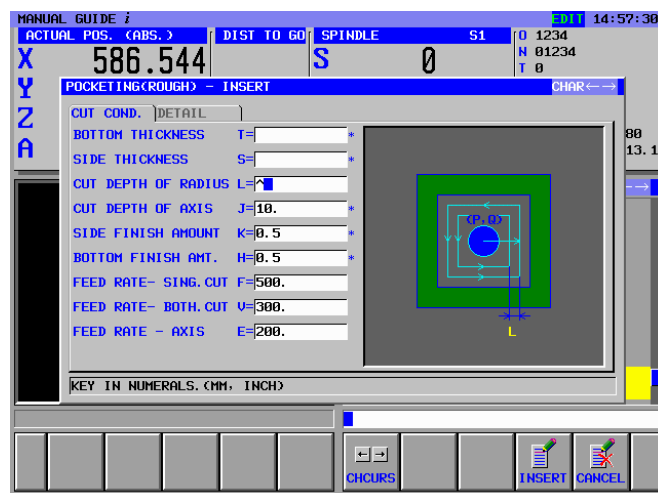 MANUAL GUIDE i EDIT 14:57:30
ACTUAL POS. (ABS.) DIST TO GO SPINDLE S1 O 1234
X 586.544 S 0 N 01234
T 0
Y POCKETING(ROUGH) - INSERT CHAR←→
Z CUT COND. DETAIL
BOTTOM THICKNESS T= * 80
A SIDE THICKNESS S= * 13.1
CUT DEPTH OF RADIUS L=^
CUT DEPTH OF AXIS J=10. *
SIDE FINISH AMOUNT K=0.5 *
BOTTOM FINISH AMT. H=0.5 *
FEED RATE- SING.CUT F=500.
FEED RATE- BOTH.CUT V=300.
FEED RATE - AXIS E=200.
(P,Q)
L
KEY IN NUMERALS.(MM, INCH)
←→
CHCURS INSERT CANCEL